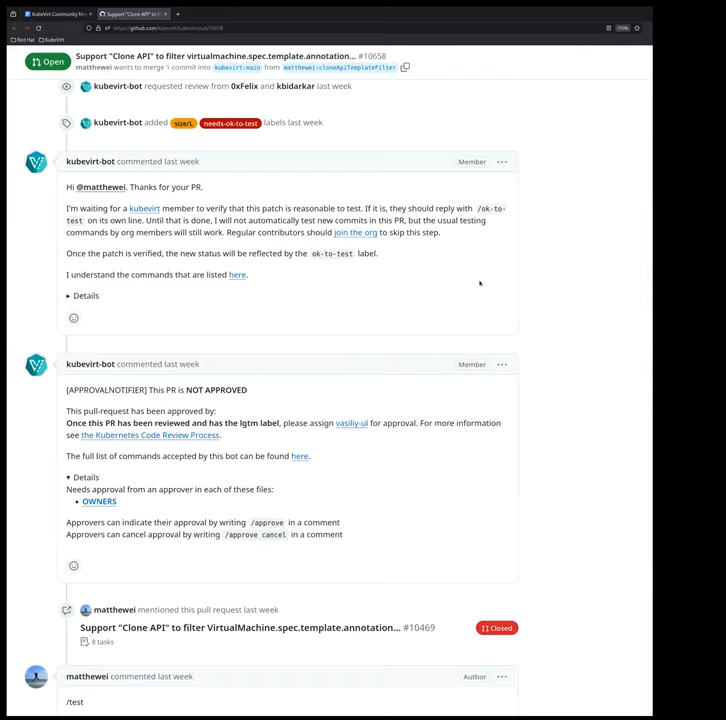 KubeVirt Community Me
Support "Clone API" to f
https://github.com/kubevirt/kubevirt/pull/10658
Red Hat
KubeVirt
Open
Support "Clone API" to filter virtualmachine.spec.template.annotation... #10658
matthewei wants to merge 1 commit into kubevirt:main from matthewei:cloneApiTemplateFilter
kubevirt-bot requested review from 0xFelix and kbidarkar last week
kubevirt-bot added size/L needs-ok-to-test labels last week
kubevirt-bot commented last week
Member
Hi @matthewei. Thanks for your PR.
I'm waiting for a kubevirt member to verify that this patch is reasonable to test. If it is, they should reply with /ok-to-
test on its own line. Until that is done, I will not automatically test new commits in this PR, but the usual testing
commands by org members will still work. Regular contributors should join the org to skip this step.
Once the patch is verified, the new status will be reflected by the ok-to-test label.
I understand the commands that are listed here.
Details
kubevirt-bot commented last week
Member
[APPROVALNOTIFIER] This PR is NOT APPROVED
This pull-request has been approved by:
Once this PR has been reviewed and has the lgtm label, please assign vasiliy-ul for approval. For more information
see the Kubernetes Code Review Process.
The full list of commands accepted by this bot can be found here.
Details
Needs approval from an approver in each of these files:
• OWNERS
Approvers can indicate their approval by writing /approve in a comment
Approvers can cancel approval by writing /approve cancel in a comment
matthewei mentioned this pull request last week
Support "Clone API" to filter VirtualMachine.spec.template.annotation... #10469
Closed
8 tasks
matthewei commented last week
Author
/test